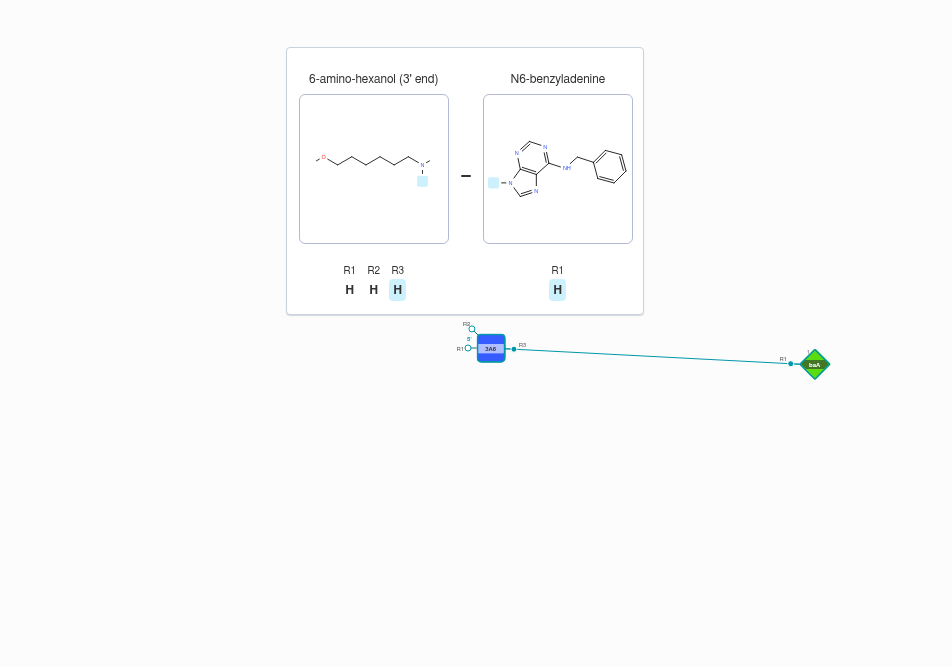 6-amino-hexanol (3' end) N6-benzyladenine
O N
N N N N NH
R1 R2 R3 R1
H H H H
R2
5'
R1 3A6 R3
R1 1 baA